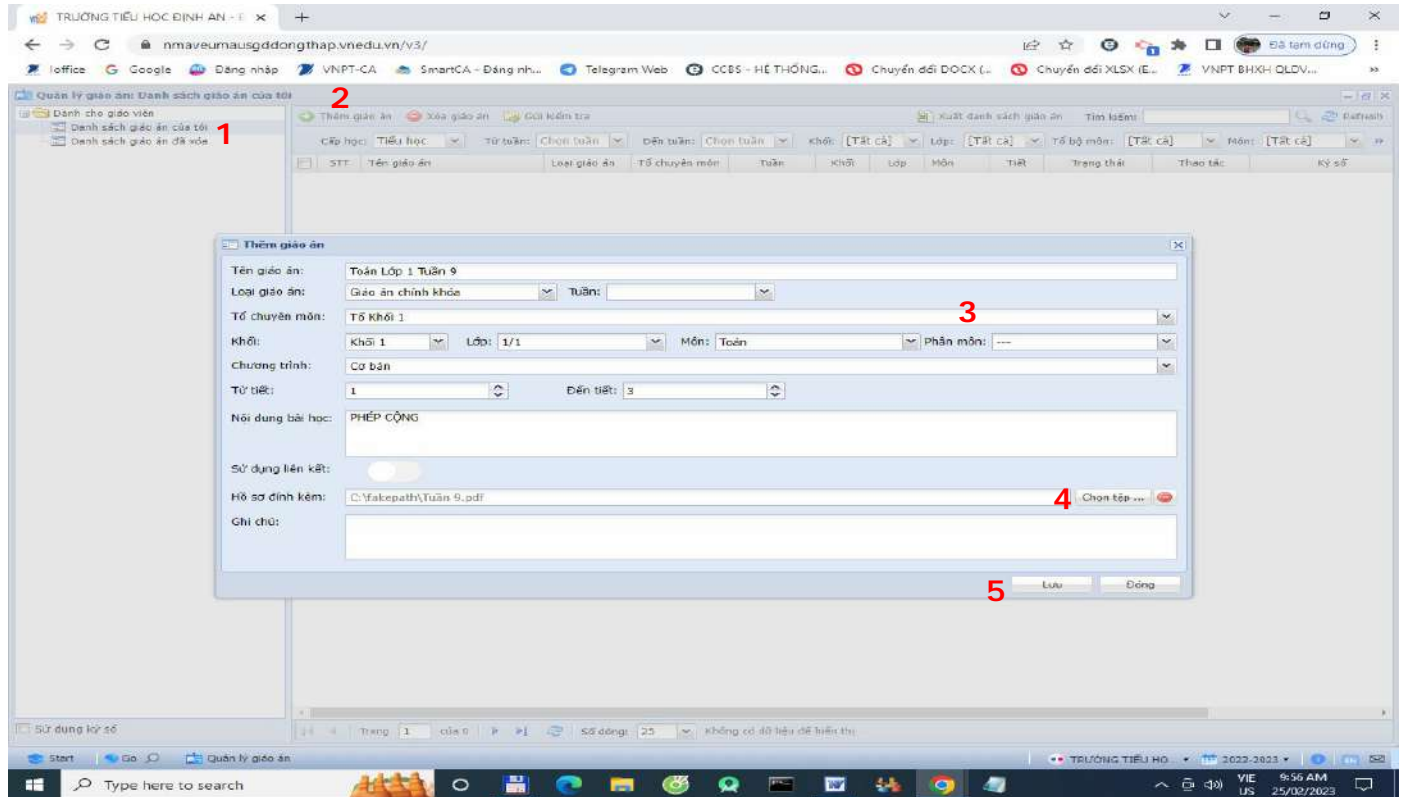 TRƯỜNG TIỂU HỌC ĐỊNH AN - E
nmaveumausgddongthap.vnedu.vn/v3/
Đã tạm dừng
Ioffice Google Đăng nhập VNPT-CA SmartCA - Đăng nh... Telegram Web CCBS - HỆ THỐNG... Chuyển đổi DOCX (... Chuyển đổi XLSX (E... VNPT BHXH QLDV... »
Quản lý giáo án: Danh sách giáo án của tôi
2
Dành cho giáo viên
Thêm giáo án Xóa giáo án Gửi kiểm tra Xuất danh sách giáo án Tìm kiếm: Refresh
Danh sách giáo án của tôi
1
Danh sách giáo án đã xóa
Cấp học: Tiểu học Từ tuần: Chọn tuần Đến tuần: Chọn tuần Khối: [Tất cả] Lớp: [Tất cả] Tổ bộ môn: [Tất cả] Môn: [Tất cả] »
STT Tên giáo án Loại giáo án Tổ chuyên môn Tuần Khối Lớp Môn Tiết Trạng thái Thao tác Ký số
Thêm giáo án
Tên giáo án: Toán Lớp 1 Tuần 9
Loại giáo án: Giáo án chính khóa Tuần:
Tổ chuyên môn: Tổ Khối 1
3
Khối: Khối 1 Lớp: 1/1 Môn: Toán Phân môn: ---
Chương trình: Cơ bản
Từ tiết: 1 Đến tiết: 3
Nội dung bài học: PHÉP CỘNG
Sử dụng liên kết:
Hồ sơ đính kèm: C:\fakepath\Tuần 9.pdf 4 Chọn tệp ...
Ghi chú:
5 Lưu Đóng
Sử dụng ký số
Trang 1 của 0 Số dòng: 25 Không có dữ liệu để hiển thị
Start Go Quản lý giáo án TRƯỜNG TIỂU HO... 2022-2023
Type here to search
VIE
US
9:56 AM
25/02/2023